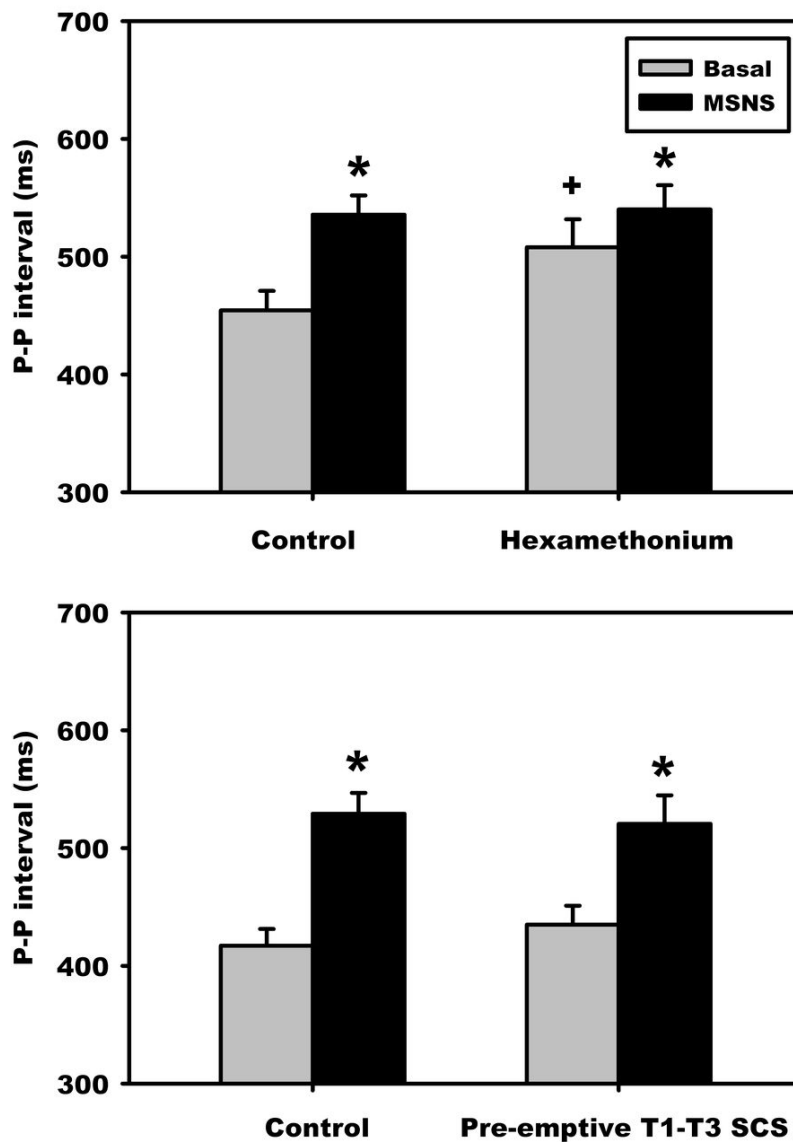 700
Basal
MSNS
600
*
+
*
500
400
300
P-P interval (ms)
Control
Hexamethonium
700
600
*
*
500
400
300
P-P interval (ms)
Control
Pre-emptive T1-T3 SCS